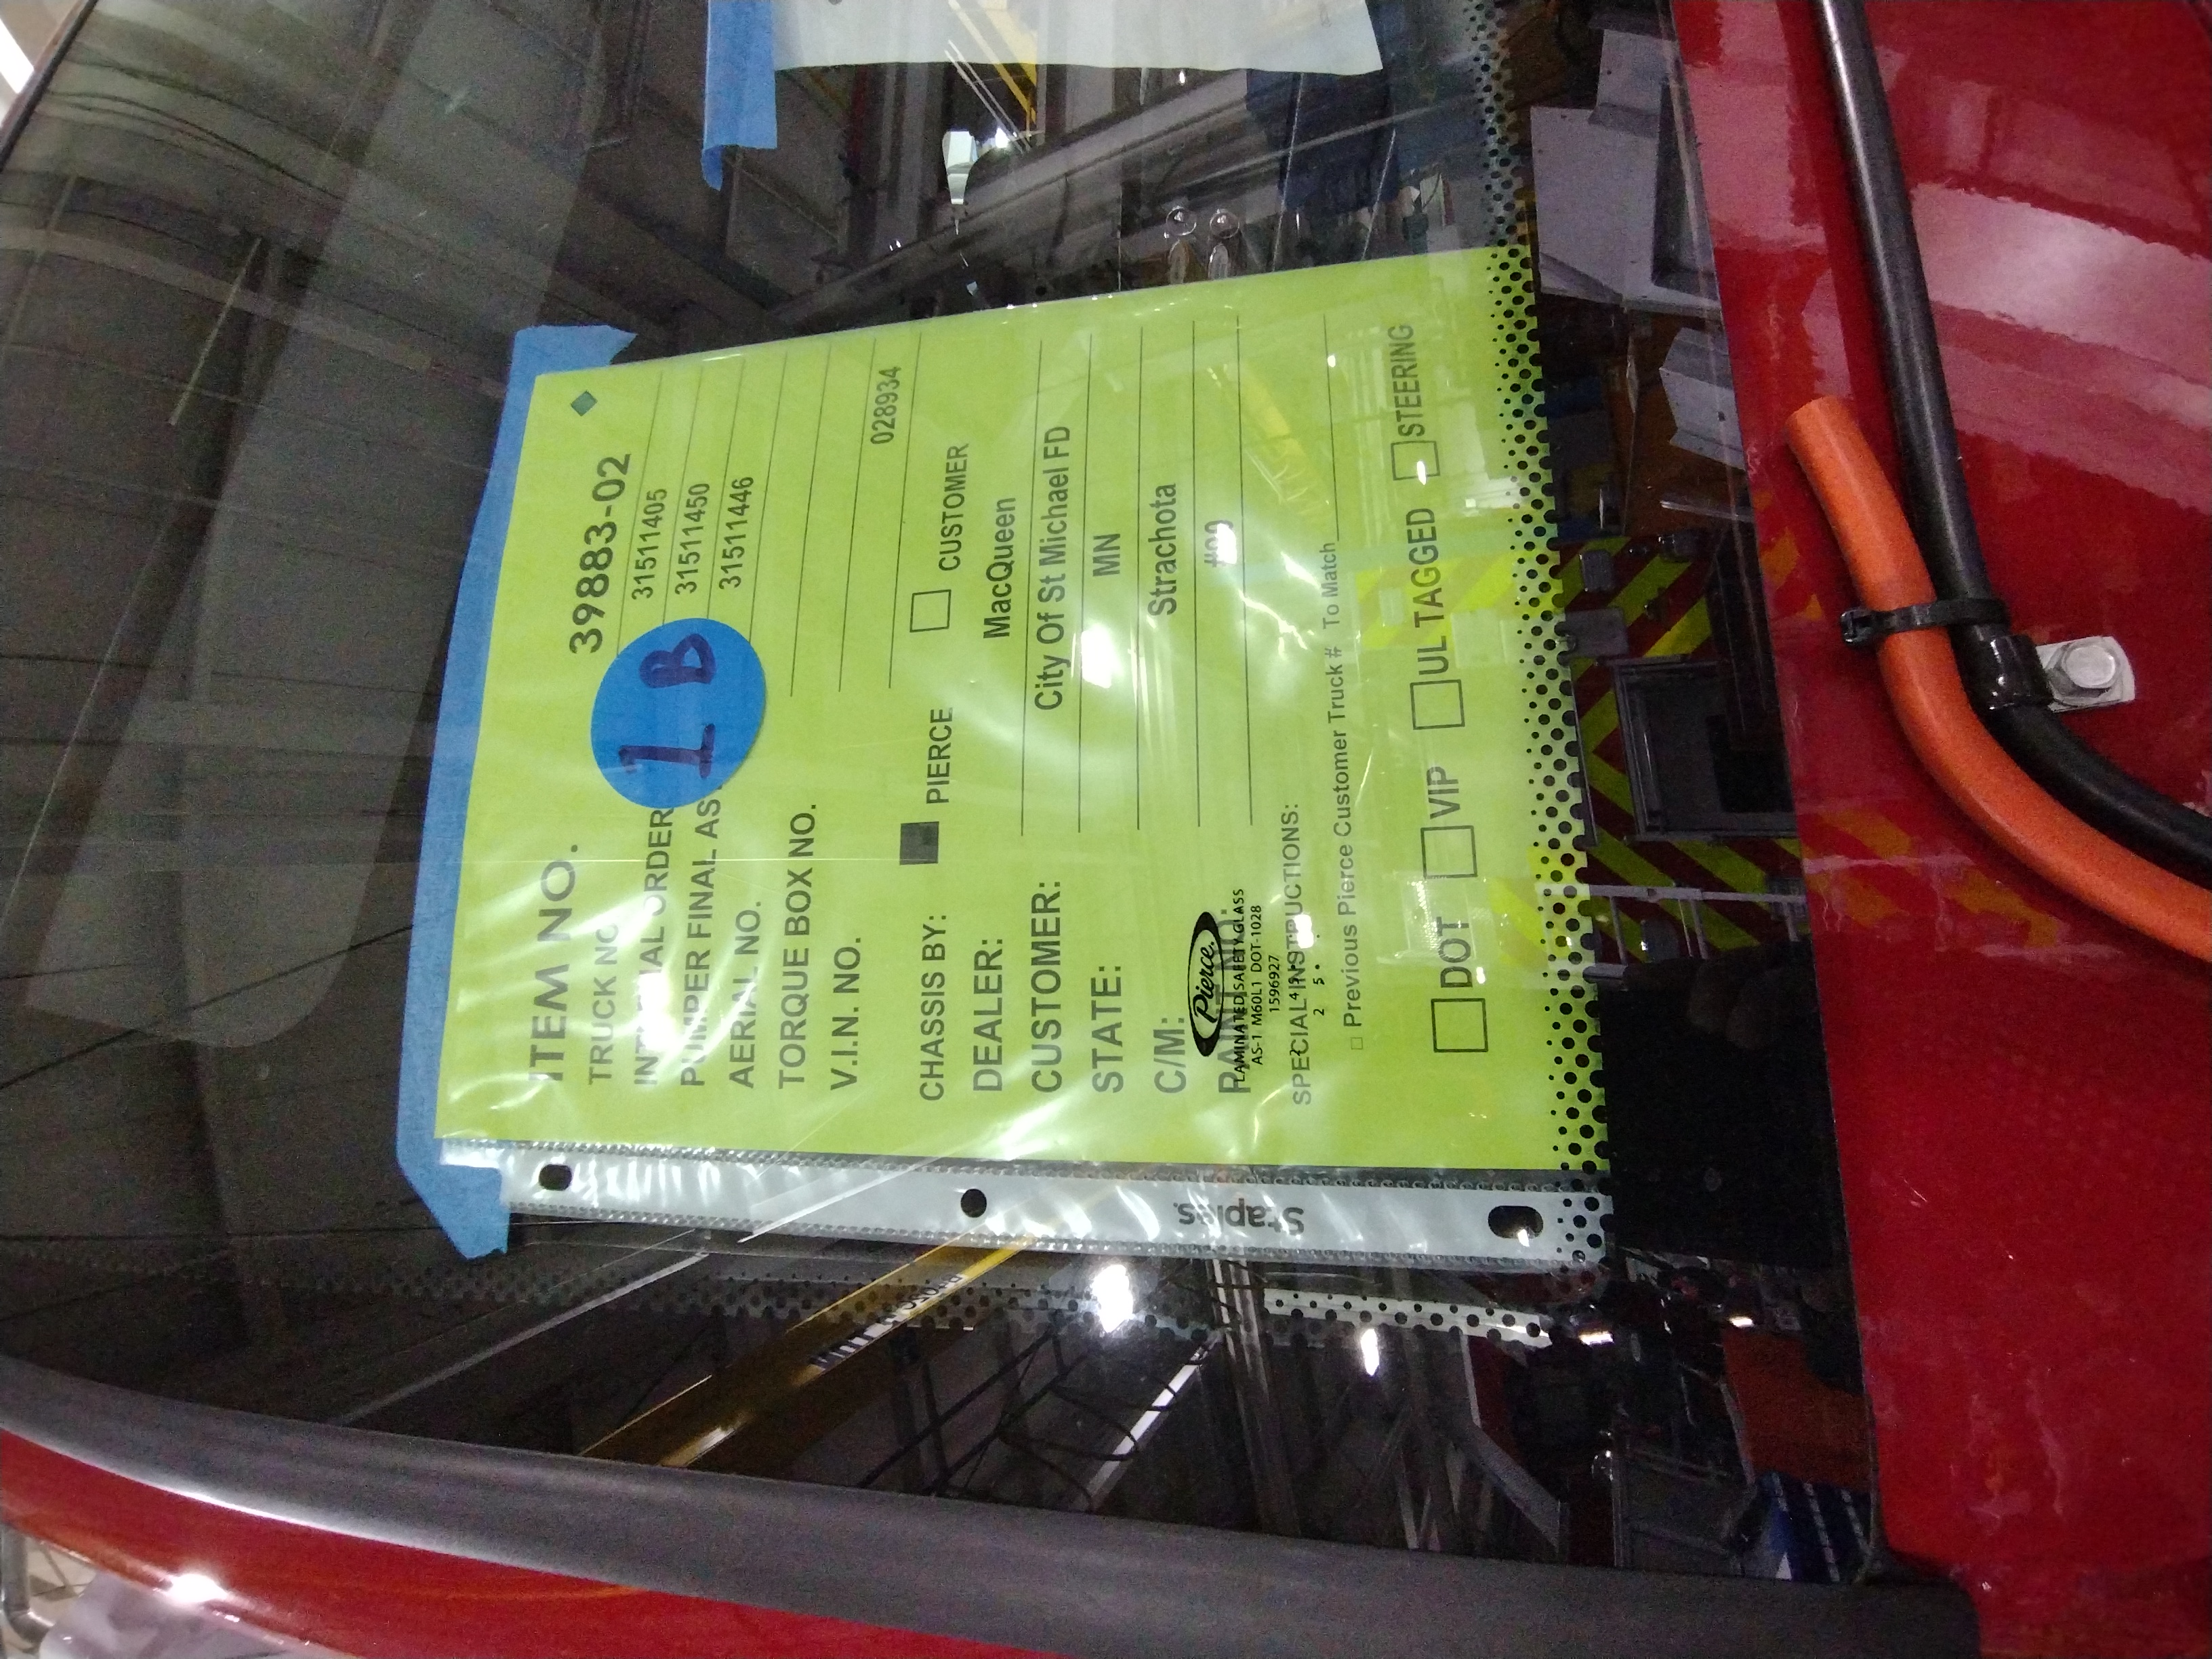 ITEM NO. 39883-02
TRUCK NO. 31511405
INTERNAL ORDER 31511450
PUMPER FINAL AS 31511446
1 B
AERIAL NO.
TORQUE BOX NO.
V.I.N. NO. 028934
CHASSIS BY: PIERCE CUSTOMER
DEALER: MacQueen
CUSTOMER: City Of St Michael FD
STATE: MN
C/M: Strachota
Pierce.
LAMINATED SAFETY GLASS
AS-1 M60L1 DOT-1028
1596927
SPECIAL INSTRUCTIONS:
Previous Pierce Customer Truck # To Match
DOT VIP UL TAGGED STEERING
Staples